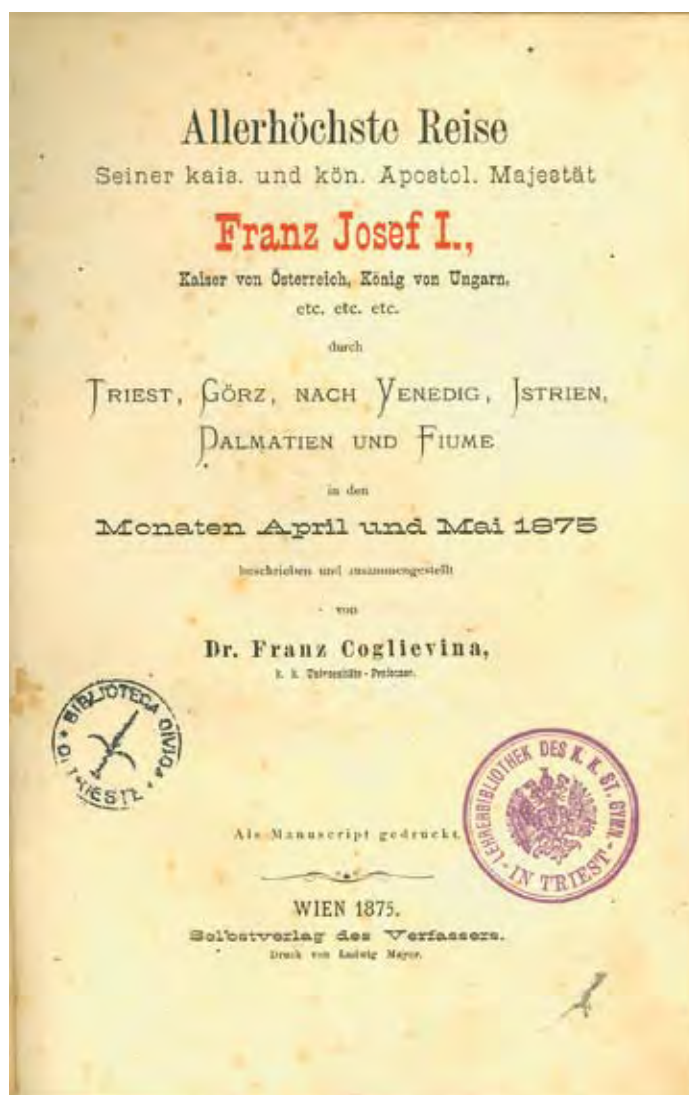 Allerhöchste Reise
Seiner kais. und kön. Apostol. Majestät
Franz Josef I.,
Kaiser von Österreich, König von Ungarn,
etc. etc. etc.
durch
TRIEST, GÖRZ, NACH VENEDIG, ISTRIEN,
DALMATIEN UND FIUME
in den
Monaten April und Mai 1875
beschrieben und zusammengestellt
von
Dr. Franz Coglievina,
k. k. Universitäts-Professor.
BIBLIOTECA CIVICA DI TRIESTE
LEHRERBIBLIOTHEK DES K. K. ST. GYMN. IN TRIEST
Als Manuscript gedruckt.
WIEN 1875.
Selbstverlag des Verfassers.
Druck von Ludwig Mayer.